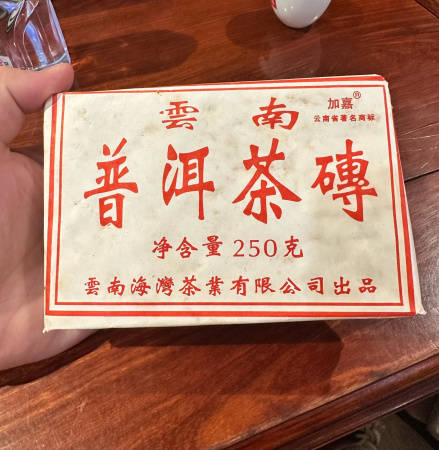 雲南
加嘉®
云南省著名商标
普洱茶磚
净含量 250克
雲南海灣茶業有限公司出品